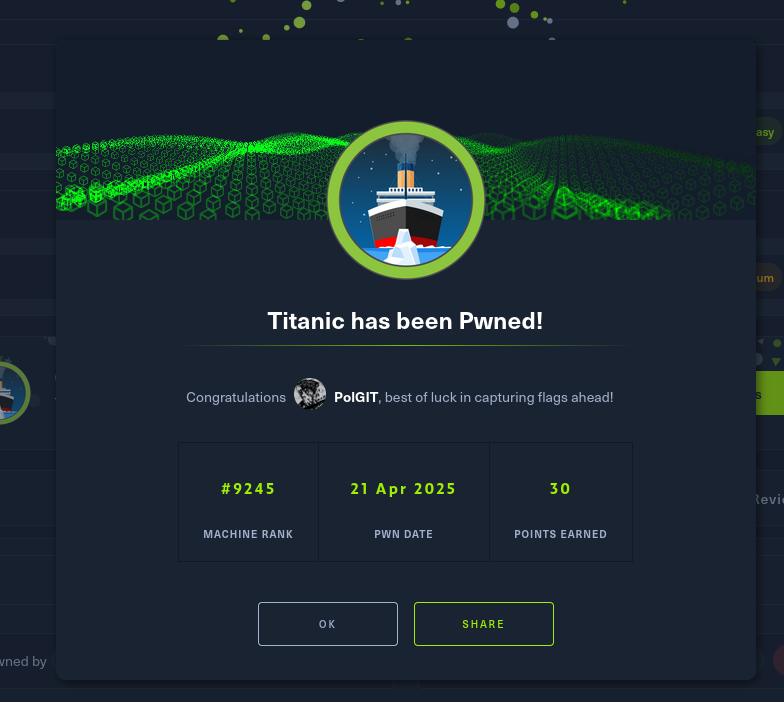 asy
um
Titanic has been Pwned!
Congratulations PolGIT, best of luck in capturing flags ahead!
s
#9245
21 Apr 2025
30
MACHINE RANK
PWN DATE
POINTS EARNED
Revie
OK
SHARE
wned by